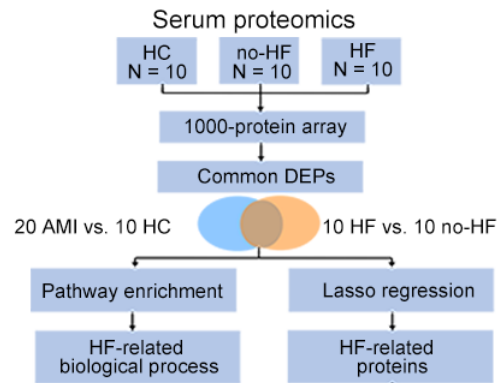 Serum proteomics
HC
N = 10
no-HF
N = 10
HF
N = 10
1000-protein array
Common DEPs
20 AMI vs. 10 HC
10 HF vs. 10 no-HF
Pathway enrichment
Lasso regression
HF-related
biological process
HF-related
proteins